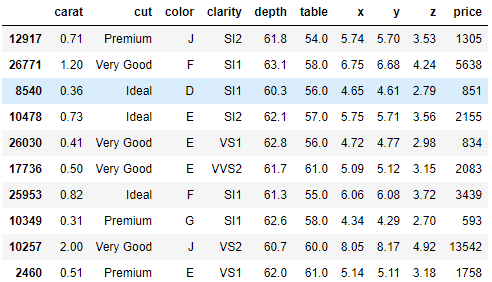 carat cut color clarity depth table x y z price
12917 0.71 Premium J SI2 61.8 54.0 5.74 5.70 3.53 1305
26771 1.20 Very Good F SI1 63.1 58.0 6.75 6.68 4.24 5638
8540 0.36 Ideal D SI1 60.3 56.0 4.65 4.61 2.79 851
10478 0.73 Ideal E SI2 62.1 57.0 5.75 5.71 3.56 2155
26030 0.41 Very Good E VS1 62.8 56.0 4.72 4.77 2.98 834
17736 0.50 Very Good E VVS2 61.7 61.0 5.09 5.12 3.15 2083
25953 0.82 Ideal F SI1 61.3 55.0 6.06 6.08 3.72 3439
10349 0.31 Premium G SI1 62.6 58.0 4.34 4.29 2.70 593
10257 2.00 Very Good J VS2 60.7 60.0 8.05 8.17 4.92 13542
2460 0.51 Premium E VS1 62.0 61.0 5.14 5.11 3.18 1758